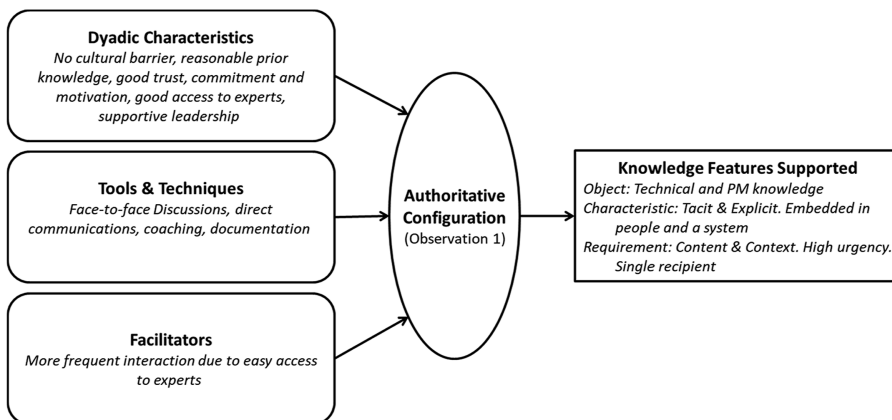 Dyadic Characteristics
No cultural barrier, reasonable prior
knowledge, good trust, commitment and
motivation, good access to experts,
supportive leadership
Tools & Techniques
Face-to-face Discussions, direct
communications, coaching, documentation
Facilitators
More frequent interaction due to easy access
to experts
Authoritative
Configuration
(Observation 1)
Knowledge Features Supported
Object: Technical and PM knowledge
Characteristic: Tacit & Explicit. Embedded in
people and a system
Requirement: Content & Context. High urgency.
Single recipient